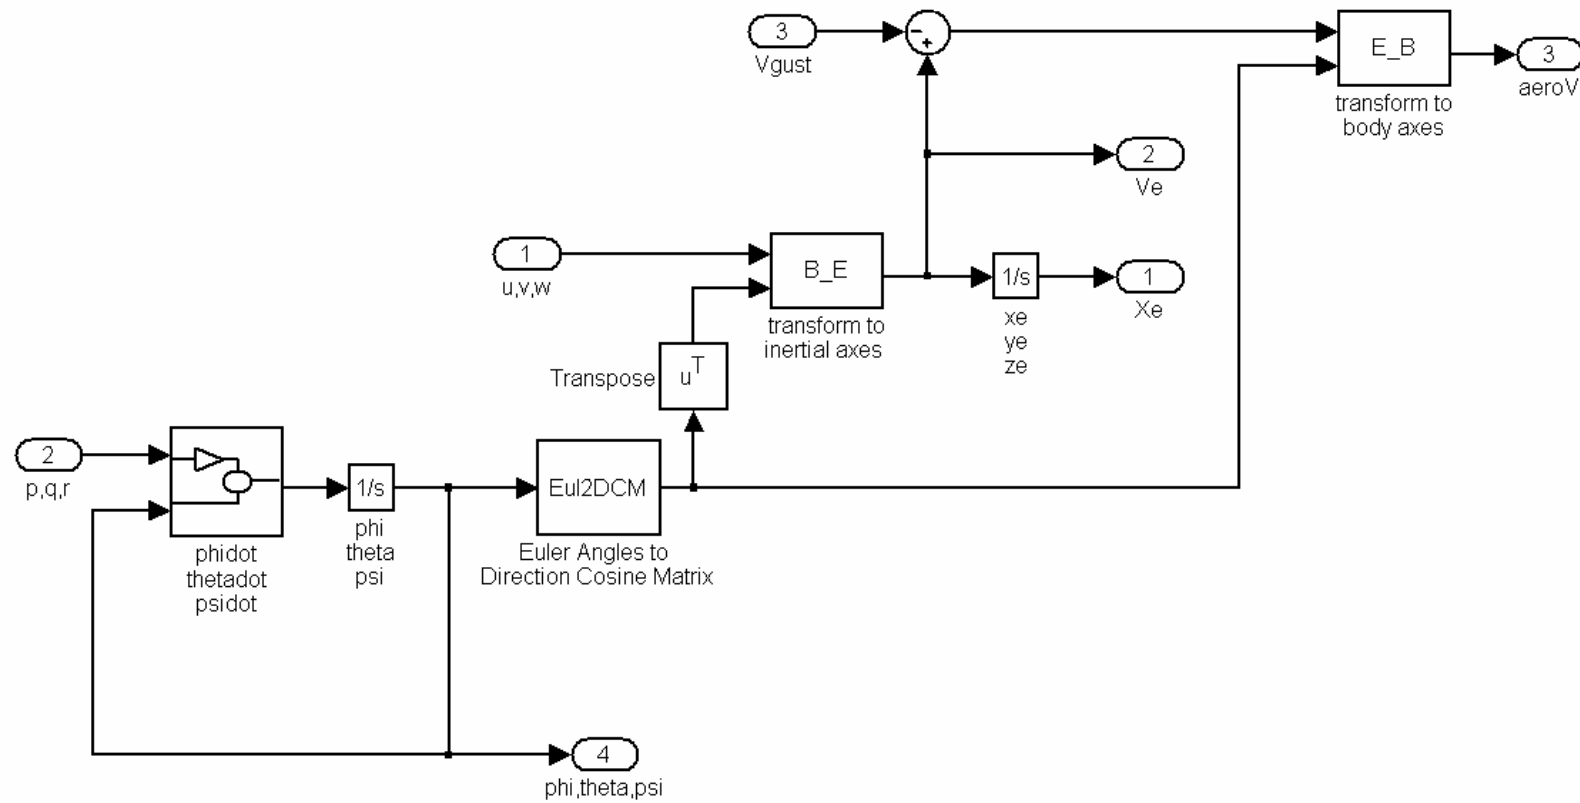 3
Vgust
-
+
E_B
transform to
body axes
3
aeroV
2
Ve
1
u,v,w
B_E
transform to
inertial axes
1/s
xe
ye
ze
1
Xe
Transpose
u^T
2
p,q,r
phidot
thetadot
psidot
1/s
phi
theta
psi
Eul2DCM
Euler Angles to
Direction Cosine Matrix
4
phi,theta,psi